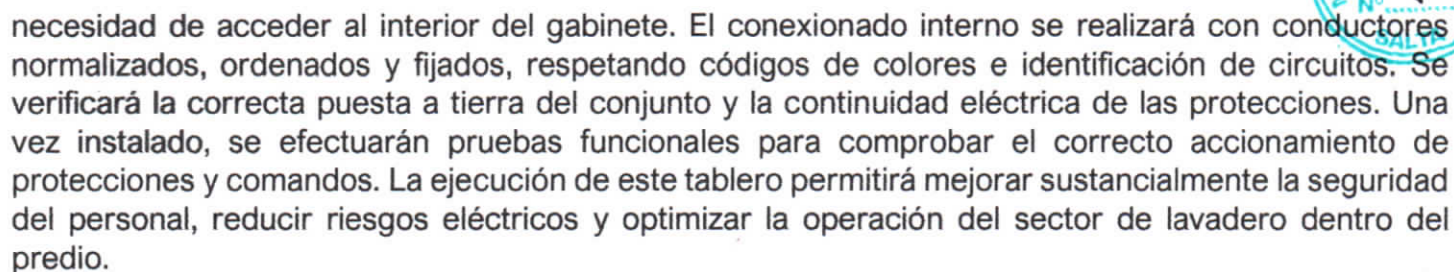 Nº
SALTA
necesidad de acceder al interior del gabinete. El conexionado interno se realizará con conductores
normalizados, ordenados y fijados, respetando códigos de colores e identificación de circuitos. Se
verificará la correcta puesta a tierra del conjunto y la continuidad eléctrica de las protecciones. Una
vez instalado, se efectuarán pruebas funcionales para comprobar el correcto accionamiento de
protecciones y comandos. La ejecución de este tablero permitirá mejorar sustancialmente la seguridad
del personal, reducir riesgos eléctricos y optimizar la operación del sector de lavadero dentro del
predio.